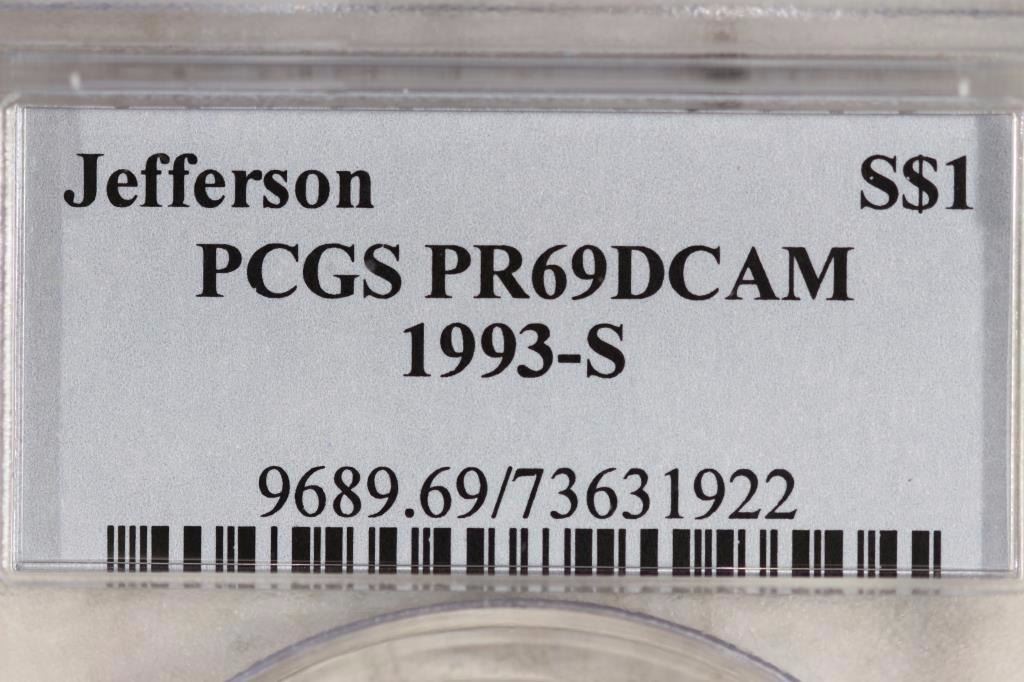 Jefferson S$1
PCGS PR69DCAM
1993-S
9689.69/73631922